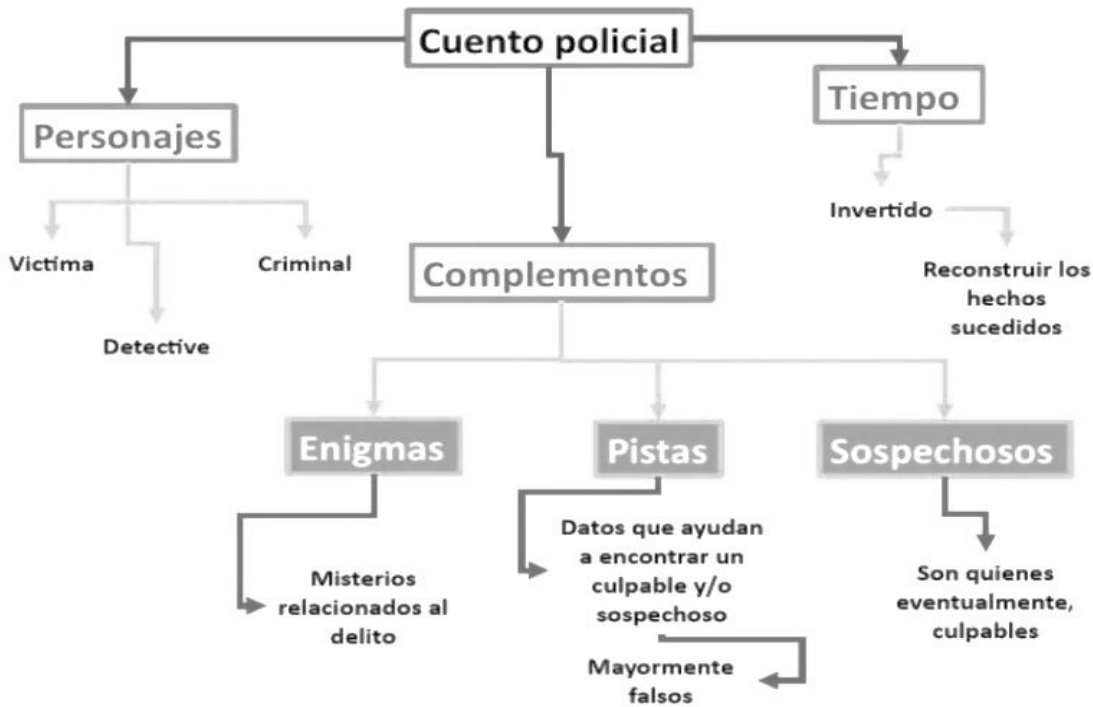 Cuento policial
Personajes
Victíma
Criminal
Detective
Tiempo
Invertido
Reconstruir los
hechos
sucedidos
Complementos
Enigmas
Misterios
relacionados al
delito
Pistas
Datos que ayudan
a encontrar un
culpable y/o
sospechoso
Mayormente
falsos
Sospechosos
Son quienes
eventualmente,
culpables